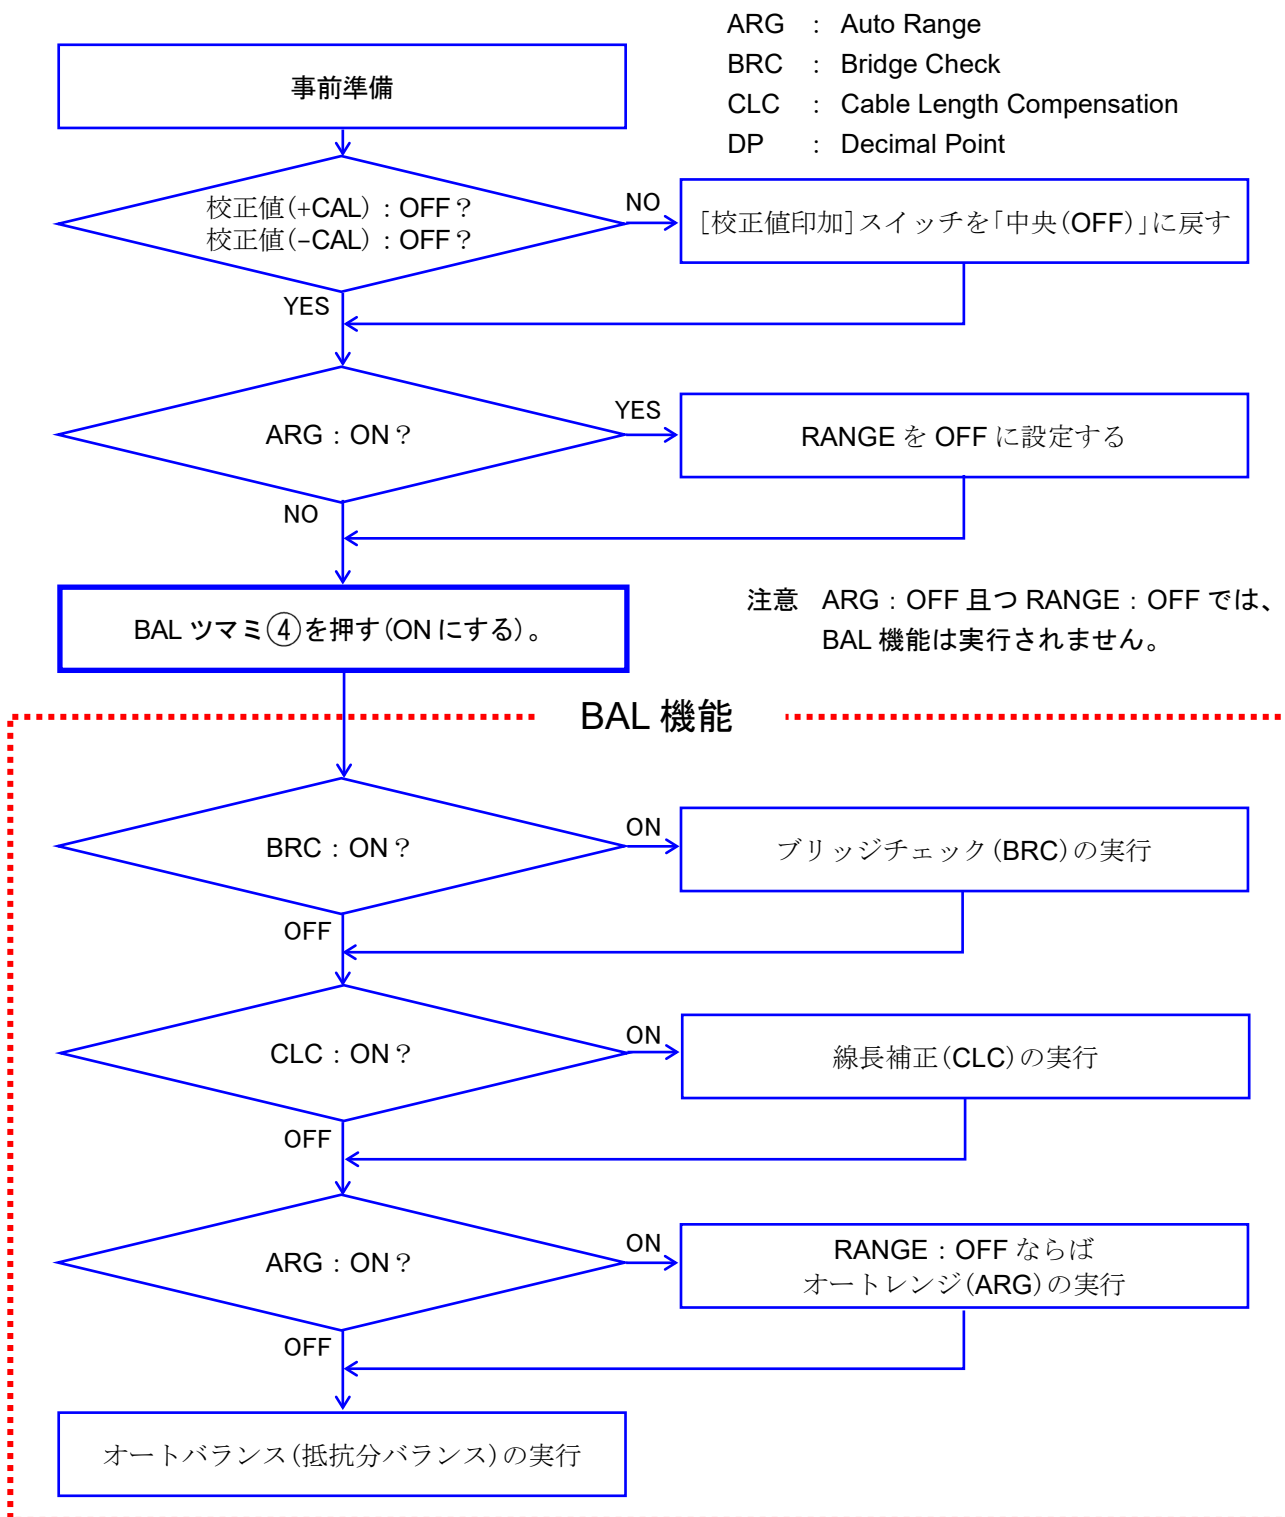 ARG : Auto Range
BRC : Bridge Check
CLC : Cable Length Compensation
DP : Decimal Point
事前準備
校正値(+CAL) : OFF?
校正値(−CAL) : OFF?
NO
[校正値印加]スイッチを「中央(OFF)」に戻す
YES
ARG : ON?
YES
RANGE を OFF に設定する
NO
BAL ツマミ④を押す(ON にする)。
注意 ARG : OFF 且つ RANGE : OFF では、
BAL 機能は実行されません。
BAL 機能
BRC : ON?
ON
ブリッジチェック(BRC)の実行
OFF
CLC : ON?
ON
線長補正(CLC)の実行
OFF
ARG : ON?
ON
RANGE : OFF ならば
オートレンジ(ARG)の実行
OFF
オートバランス(抵抗分バランス)の実行